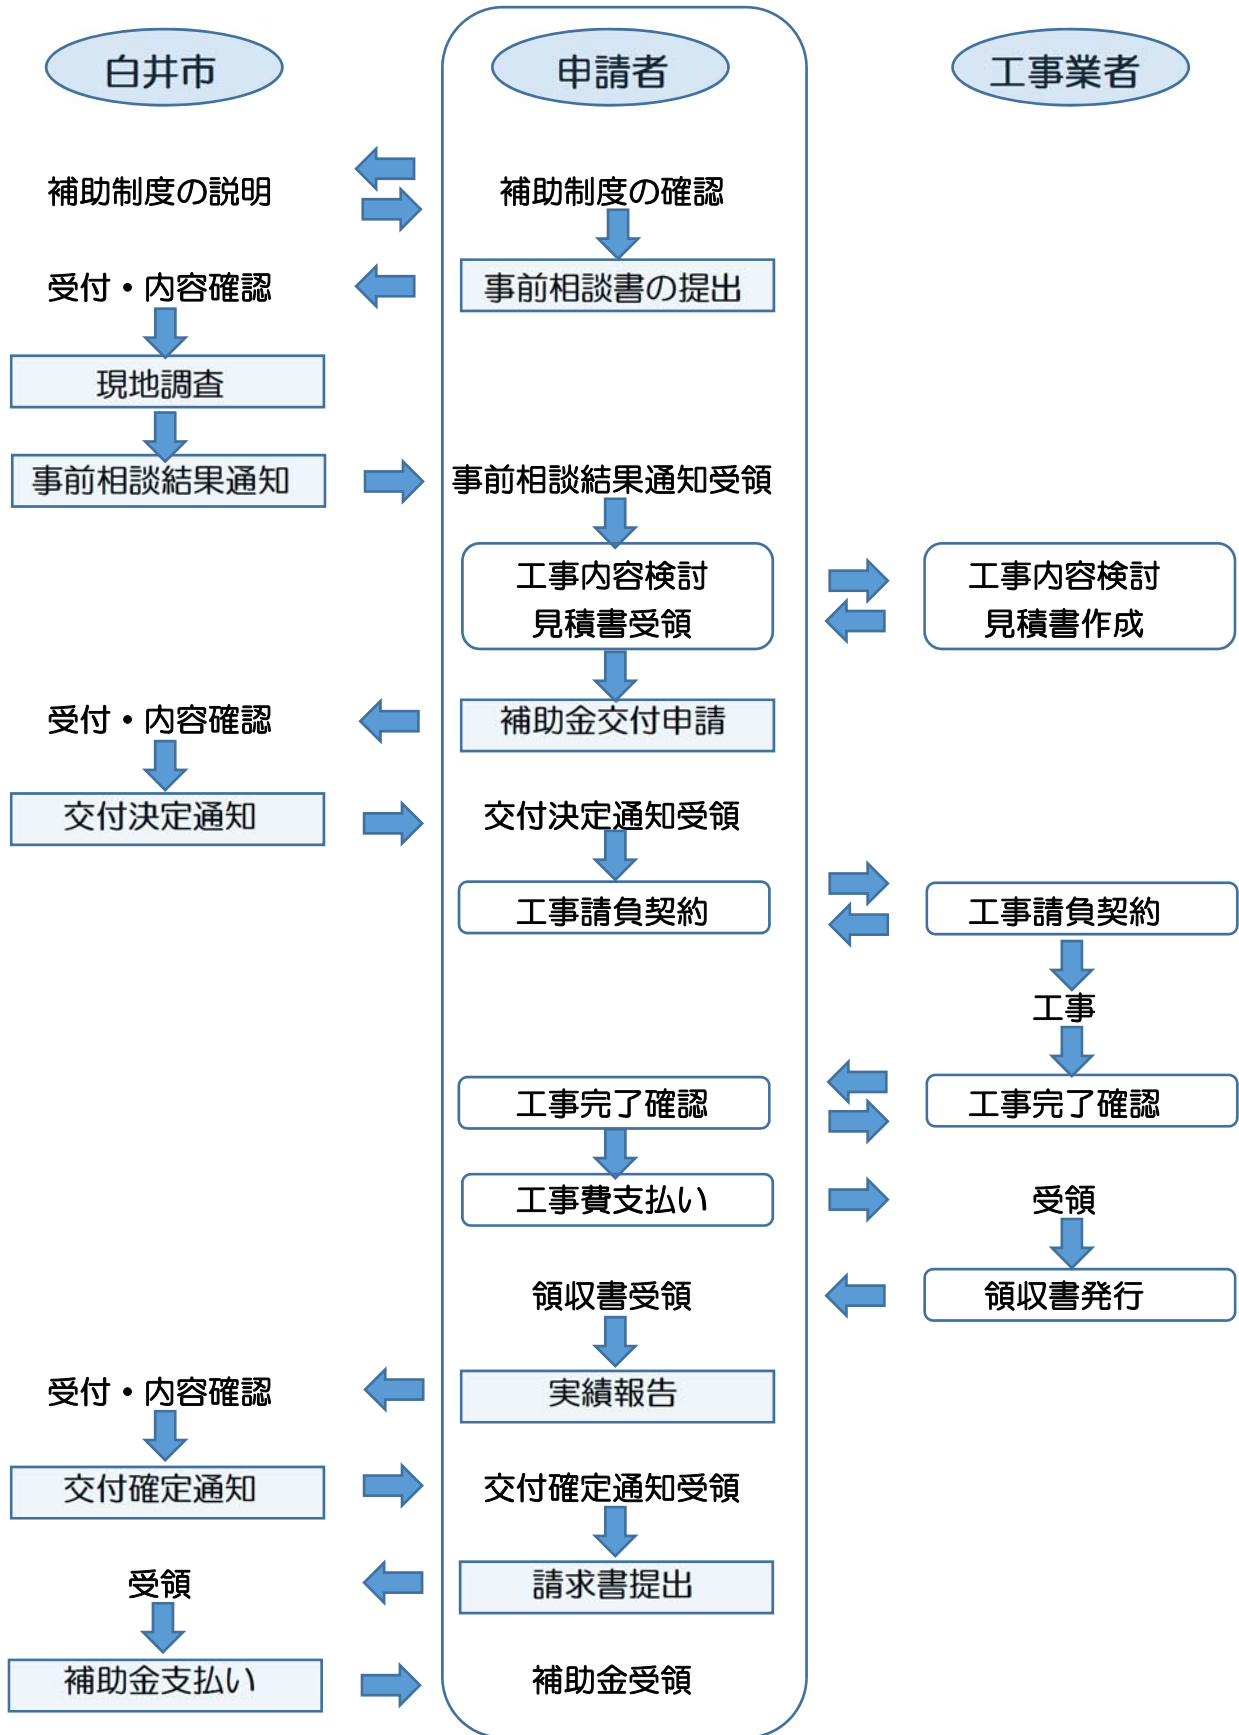 白井市
申請者
工事業者
補助制度の説明
補助制度の確認
受付・内容確認
事前相談書の提出
現地調査
事前相談結果通知
事前相談結果通知受領
工事内容検討
見積書受領
工事内容検討
見積書作成
受付・内容確認
補助金交付申請
交付決定通知
交付決定通知受領
工事請負契約
工事請負契約
工事
工事完了確認
工事完了確認
工事費支払い
受領
領収書受領
領収書発行
受付・内容確認
実績報告
交付確定通知
交付確定通知受領
受領
請求書提出
補助金支払い
補助金受領